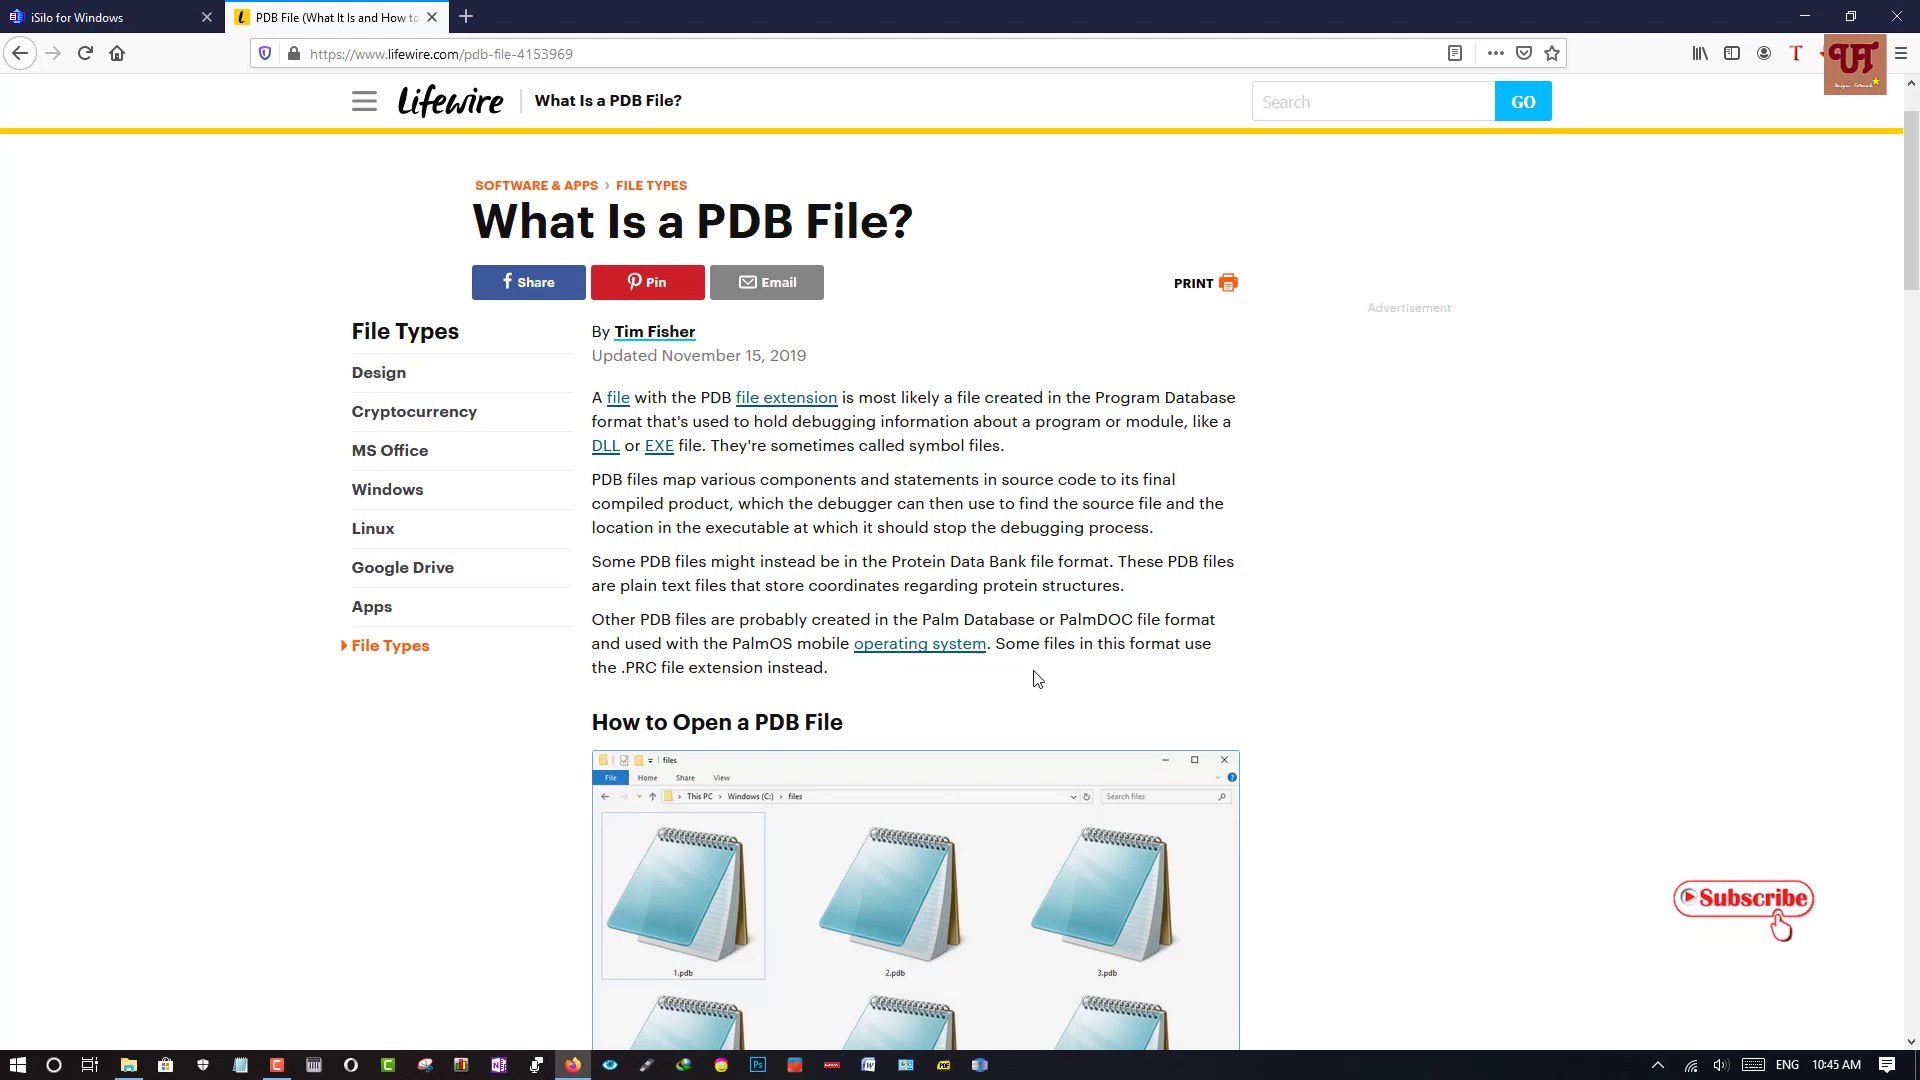 iSilo for Windows
PDB File (What It Is and How to
https://www.lifewire.com/pdb-file-4153969
T
UT
Lifewire
What Is a PDB File?
Search
GO
SOFTWARE & APPS › FILE TYPES
What Is a PDB File?
Share
Pin
Email
PRINT
Advertisement
File Types
Design
Cryptocurrency
MS Office
Windows
Linux
Google Drive
Apps
File Types
By Tim Fisher
Updated November 15, 2019
A file with the PDB file extension is most likely a file created in the Program Database
format that's used to hold debugging information about a program or module, like a
DLL or EXE file. They're sometimes called symbol files.
PDB files map various components and statements in source code to its final
compiled product, which the debugger can then use to find the source file and the
location in the executable at which it should stop the debugging process.
Some PDB files might instead be in the Protein Data Bank file format. These PDB files
are plain text files that store coordinates regarding protein structures.
Other PDB files are probably created in the Palm Database or PalmDOC file format
and used with the PalmOS mobile operating system. Some files in this format use
the .PRC file extension instead.
How to Open a PDB File
files
File Home Share View
This PC › Windows (C:) › files
Search files
1.pdb
2.pdb
3.pdb
Subscribe
Ps
ENG
10:45 AM